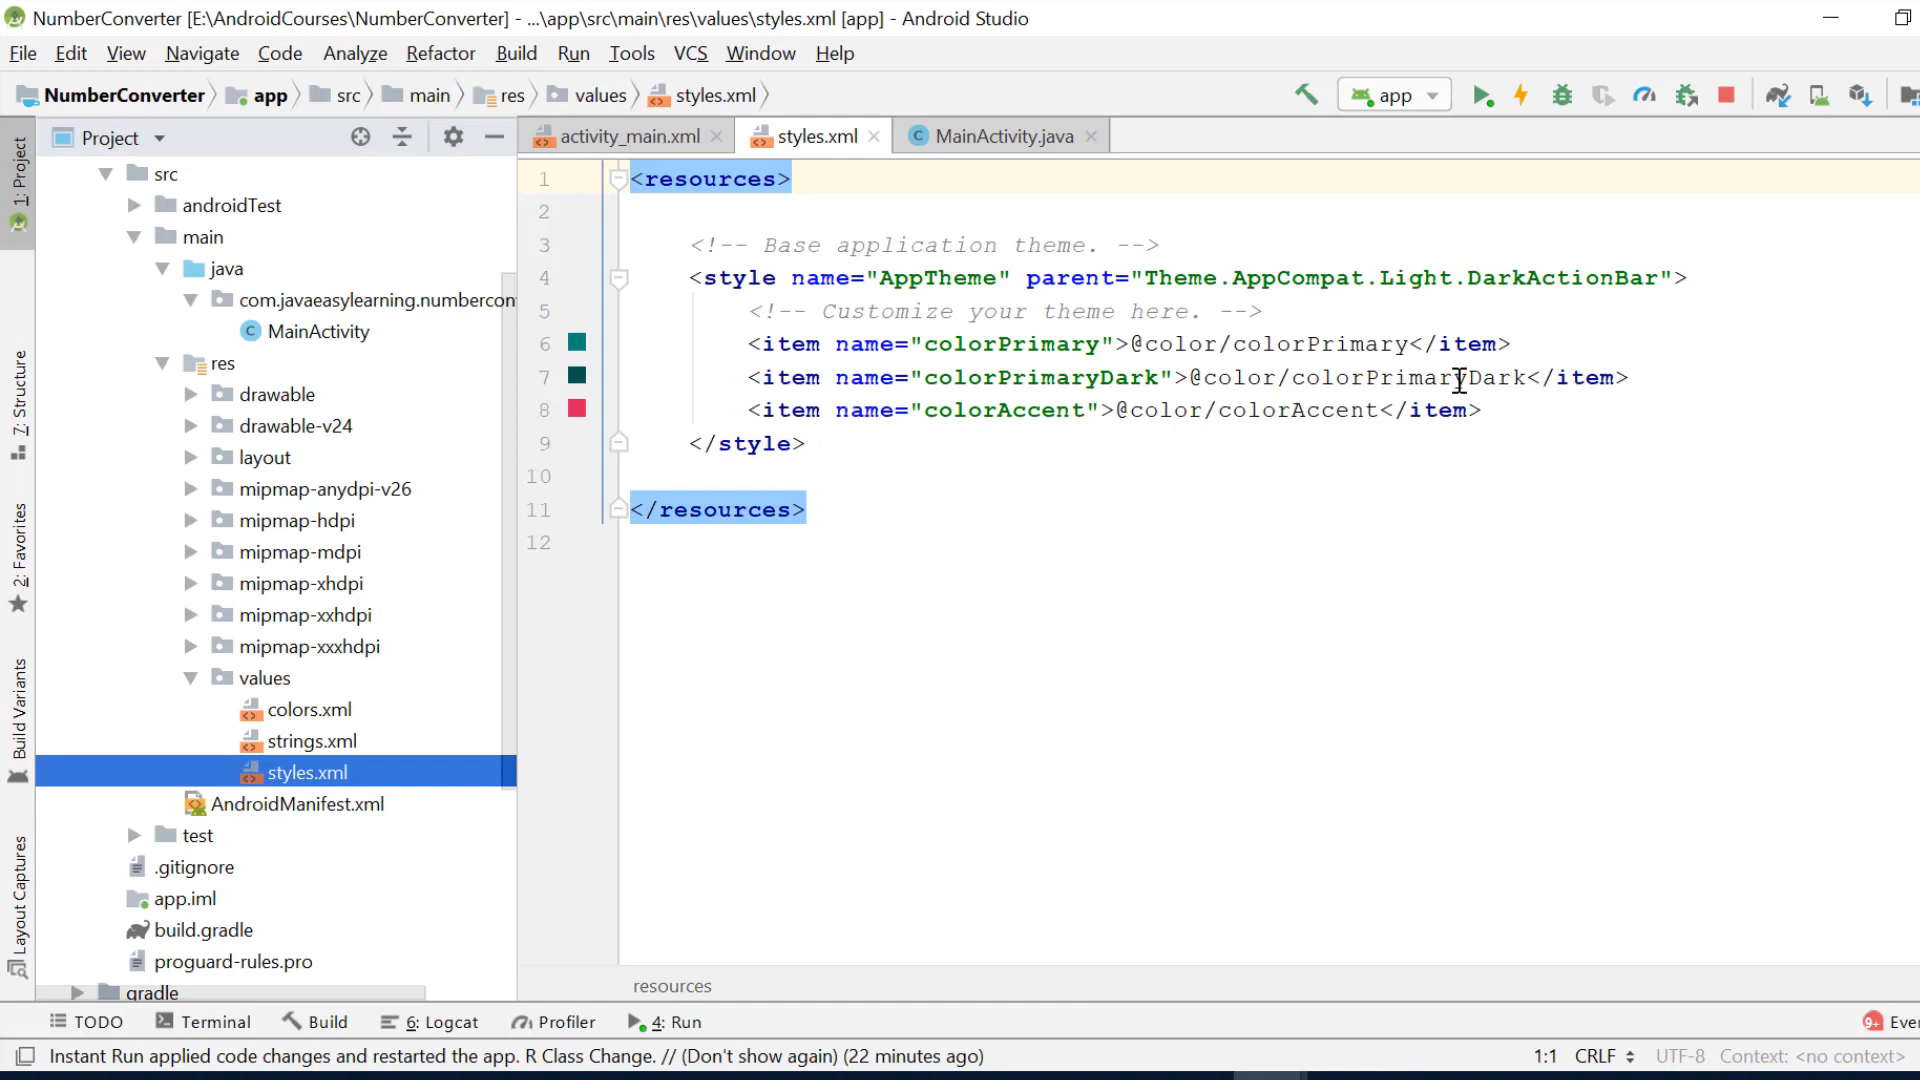 NumberConverter [E:\AndroidCourses\NumberConverter] - ...\app\src\main\res\values\styles.xml [app] - Android Studio
File Edit View Navigate Code Analyze Refactor Build Run Tools VCS Window Help
NumberConverter app src main res values styles.xml app
Project
activity_main.xml styles.xml MainActivity.java
1: Project
7: Structure
2: Favorites
Build Variants
Layout Captures
src
androidTest
main
java
com.javaeasylearning.numbercon
MainActivity
res
drawable
drawable-v24
layout
mipmap-anydpi-v26
mipmap-hdpi
mipmap-mdpi
mipmap-xhdpi
mipmap-xxhdpi
mipmap-xxxhdpi
values
colors.xml
strings.xml
styles.xml
AndroidManifest.xml
test
.gitignore
app.iml
build.gradle
proguard-rules.pro
gradle
1 <resources>
2
3 <!-- Base application theme. -->
4 <style name="AppTheme" parent="Theme.AppCompat.Light.DarkActionBar">
5 <!-- Customize your theme here. -->
6 <item name="colorPrimary">@color/colorPrimary</item>
7 <item name="colorPrimaryDark">@color/colorPrimaryDark</item>
8 <item name="colorAccent">@color/colorAccent</item>
9 </style>
10
11 </resources>
12
resources
TODO Terminal Build 6: Logcat Profiler 4: Run 9+ Eve
Instant Run applied code changes and restarted the app. R Class Change. // (Don't show again) (22 minutes ago) 1:1 CRLF UTF-8 Context: <no context>